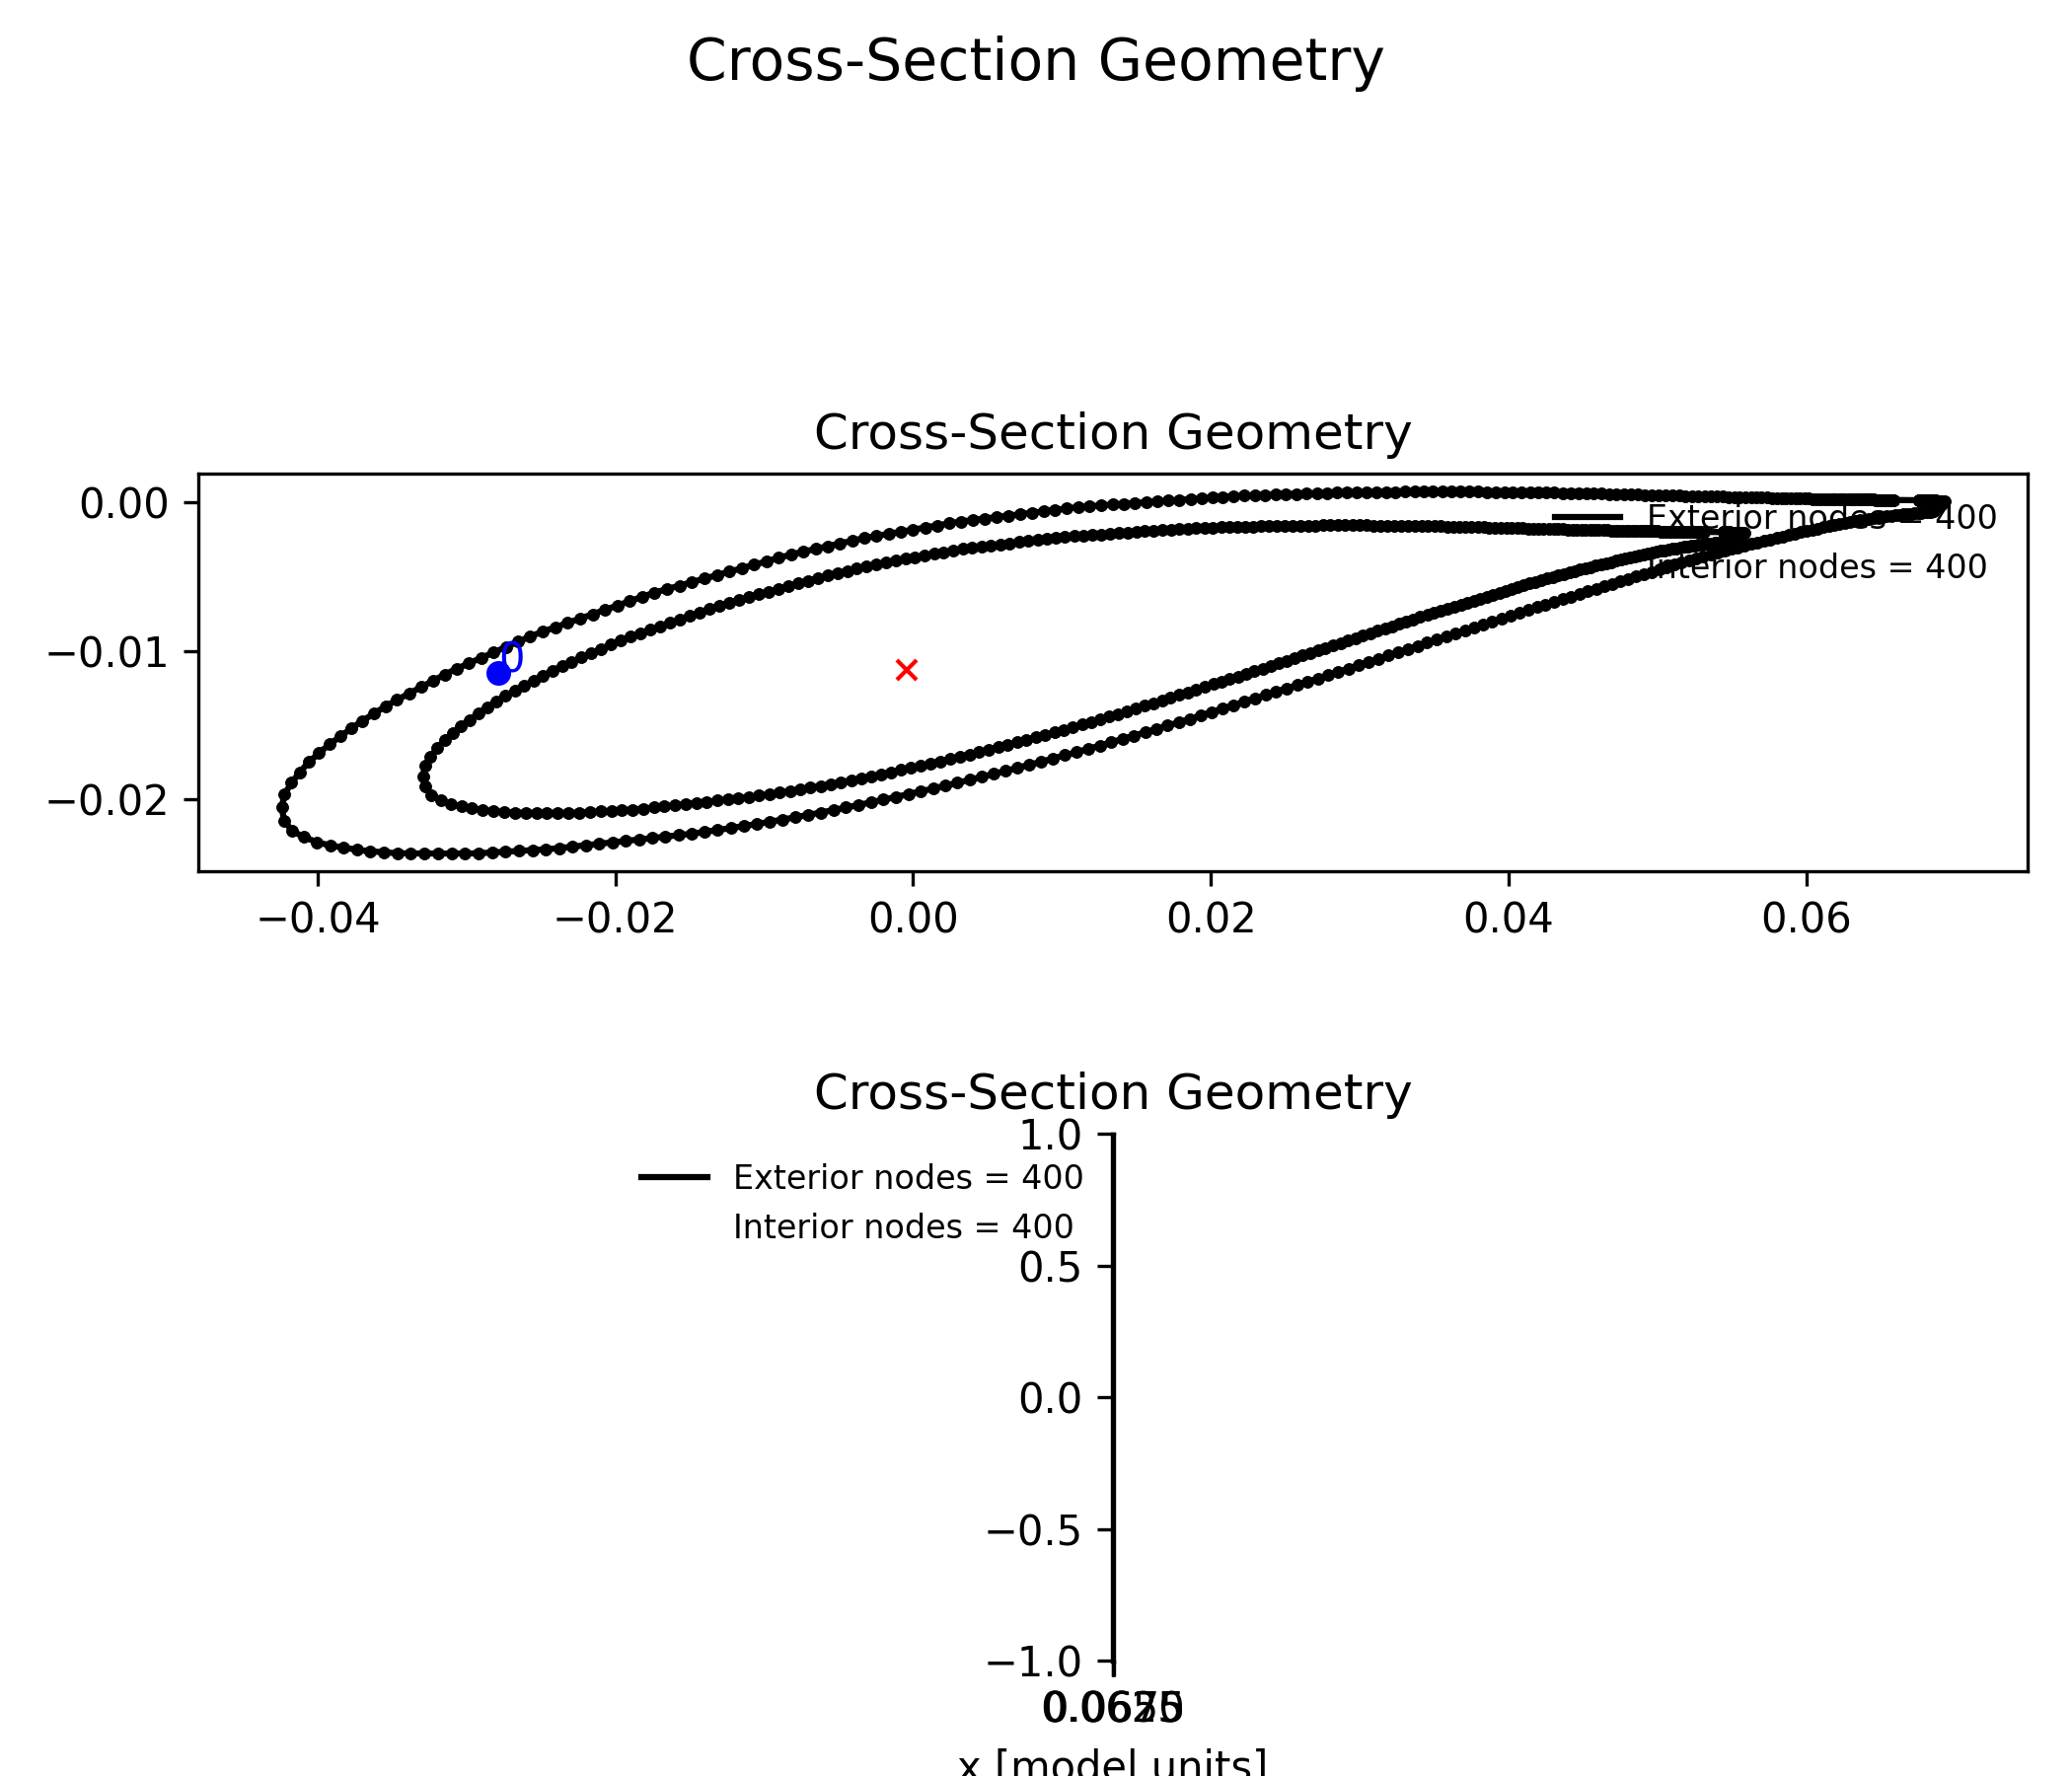 Cross-Section Geometry
Cross-Section Geometry
0.00
Exterior nodes = 400
Interior nodes = 400
0
−0.01
−0.02
−0.04 −0.02 0.00 0.02 0.04 0.06
Cross-Section Geometry
1.0
Exterior nodes = 400
Interior nodes = 400
0.5
0.0
−0.5
−1.0
x [model units]